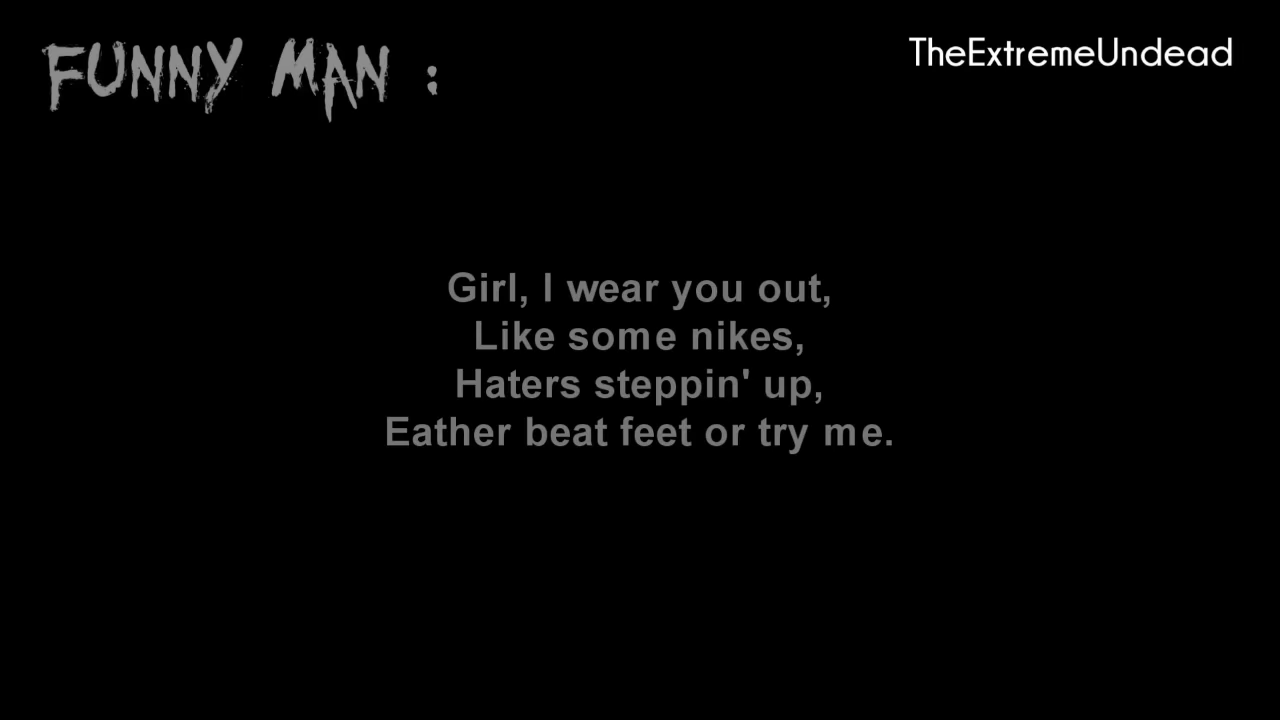 FUNNY MAN :
TheExtremeUndead
Girl, I wear you out,
Like some nikes,
Haters steppin' up,
Eather beat feet or try me.